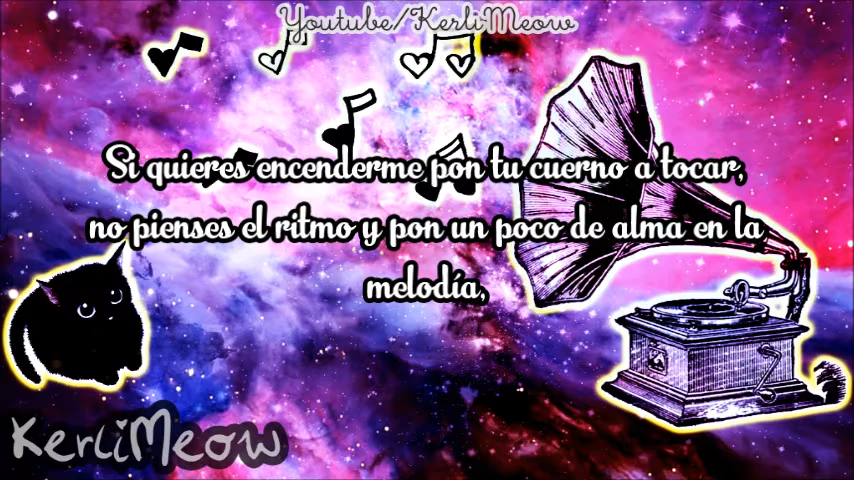 Youtube/KerliMeow
Si quieres encenderme pon tu cuerno a tocar,
no pienses el ritmo y pon un poco de alma en la
melodía,
KerliMeow